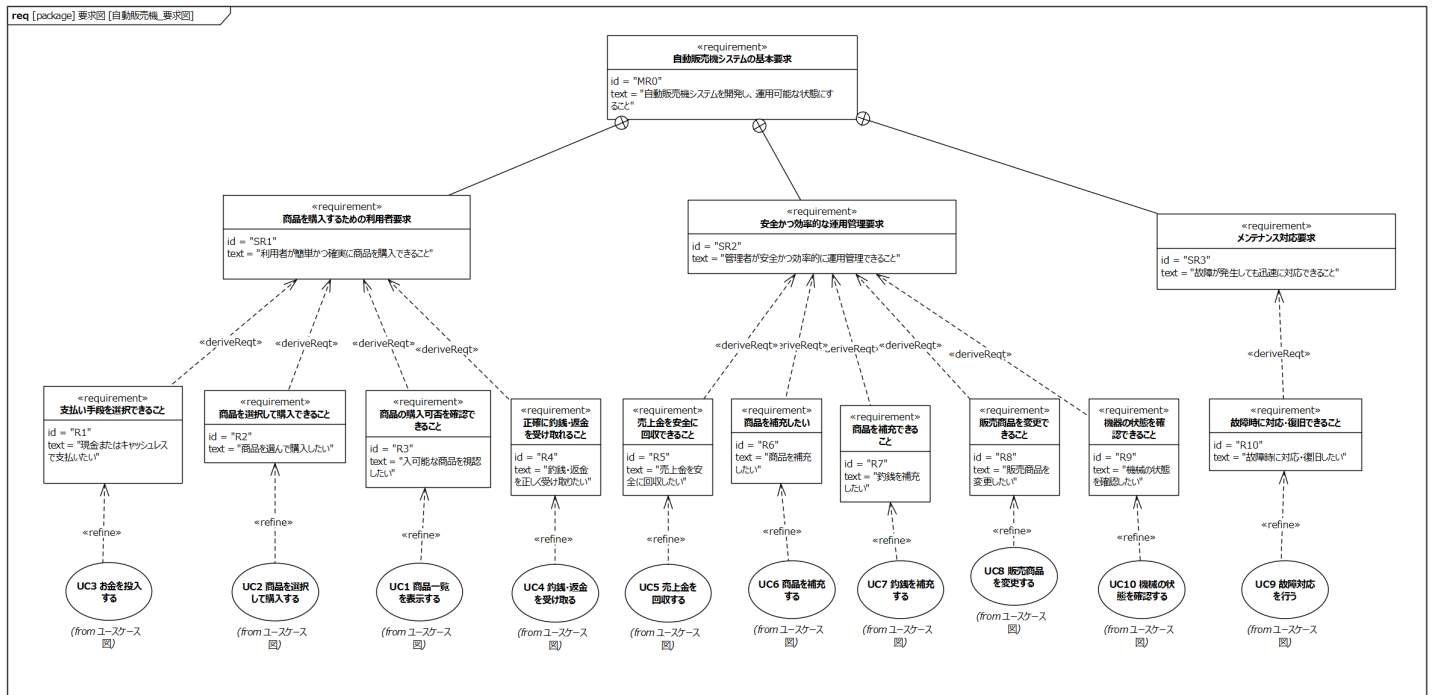 req [package] 要求図 [自動販売機_要求図]
«requirement»
自動販売機システムの基本要求
id = "MR0"
text = "自動販売機システムを開発し、運用可能な状態にす
ること"
«requirement»
商品を購入するための利用者要求
id = "SR1"
text = "利用者が簡単かつ確実に商品を購入できること"
«requirement»
安全かつ効率的な運用管理要求
id = "SR2"
text = "管理者が安全かつ効率的に運用管理できること"
«requirement»
メンテナンス対応要求
id = "SR3"
text = "故障が発生しても迅速に対応できること"
«deriveReqt»
«deriveReqt»
«deriveReqt»
«deriveReqt»
«deriveReqt»
eriveReqt»
deriveReqt»
«deriveReqt»
«deriveReqt»
«deriveReqt»
«requirement»
支払い手段を選択できること
id = "R1"
text = "現金またはキャッシュレス
で支払いたい"
«requirement»
商品を選択して購入できること
id = "R2"
text = "商品を選んで購入したい"
«requirement»
商品の購入可否を確認で
きること
id = "R3"
text = "入可能な商品を視認
したい"
«requirement»
正確に釣銭・返金
を受け取れること
id = "R4"
text = "釣銭・返金
を正しく受け取りたい"
«requirement»
売上金を安全に
回収できること
id = "R5"
text = "売上金を安
全に回収したい"
«requirement»
商品を補充したい
id = "R6"
text = "商品を補充
したい"
«requirement»
商品を補充できる
こと
id = "R7"
text = "釣銭を補充
したい"
«requirement»
販売商品を変更で
きること
id = "R8"
text = "販売商品を
変更したい"
«requirement»
機器の状態を確
認できること
id = "R9"
text = "機械の状態
を確認したい"
«requirement»
故障時に対応・復旧できること
id = "R10"
text = "故障時に対応・復旧したい"
«refine»
«refine»
«refine»
«refine»
«refine»
«refine»
«refine»
«refine»
«refine»
«refine»
UC3 お金を投入
する
(from ユースケース
図)
UC2 商品を選択
して購入する
(from ユースケース
図)
UC1 商品一覧
を表示する
(from ユースケース
図)
UC4 釣銭・返金
を受け取る
(from ユースケース
図)
UC5 売上金を
回収する
(from ユースケース
図)
UC6 商品を補充
する
(from ユースケース
図)
UC7 釣銭を補充
する
(from ユースケース
図)
UC8 販売商品
を変更する
(from ユースケース
図)
UC10 機械の状
態を確認する
(from ユースケース
図)
UC9 故障対応
を行う
(from ユースケース
図)